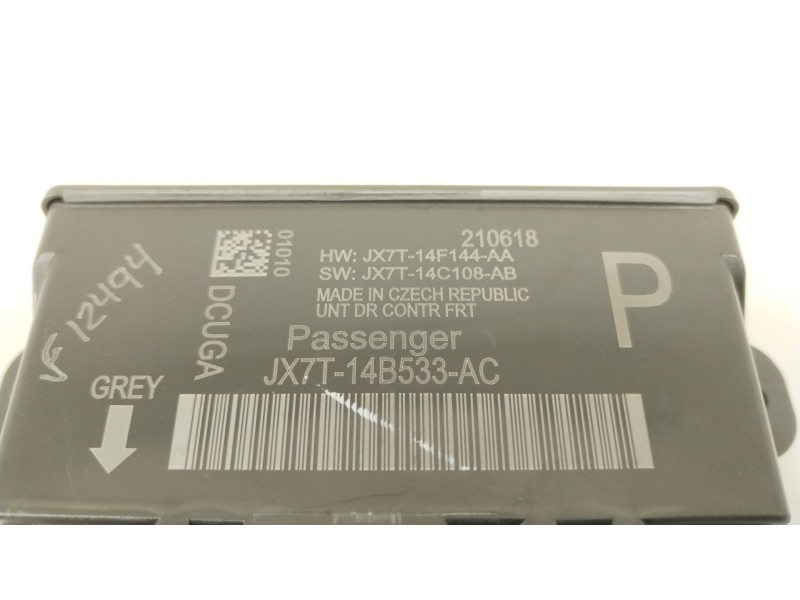 210618
HW: JX7T-14F144-AA
SW: JX7T-14C108-AB
MADE IN CZECH REPUBLIC
UNT DR CONTR FRT
Passenger
JX7T-14B533-AC
P
01010
DCUGA
12494
GREY